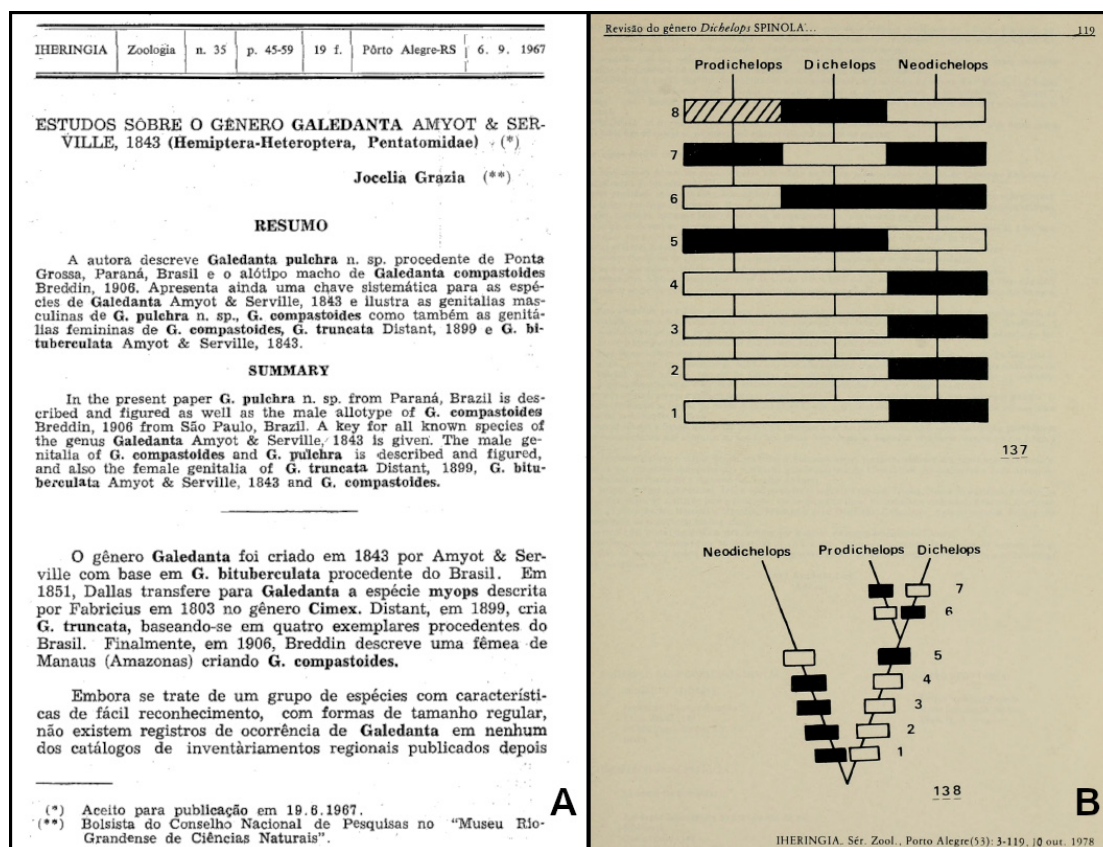 IHERINGIA Zoologia n. 35 p. 45-59 19 f. Pôrto Alegre-RS 6. 9. 1967
ESTUDOS SÔBRE O GÊNERO GALEDANTA AMYOT & SER-
VILLE, 1843 (Hemiptera-Heteroptera, Pentatomidae) (*)
Jocelia Grazia (**)
RESUMO
A autora descreve Galedanta pulchra n. sp. procedente de Ponta
Grossa, Paraná, Brasil e o alótipo macho de Galedanta compastoides
Breddin, 1906. Apresenta ainda uma chave sistemática para as espé-
cies de Galedanta Amyot & Serville, 1843 e ilustra as genitalias mas-
culinas de G. pulchra n. sp., G. compastoides como também as genitá-
lias femininas de G. compastoides, G. truncata Distant, 1899 e G. bi-
tuberculata Amyot & Serville, 1843.
SUMMARY
In the present paper G. pulchra n. sp. from Paraná, Brazil is des-
cribed and figured as well as the male allotype of G. compastoides
Breddin, 1906 from São Paulo, Brazil. A key for all known species of
the genus Galedanta Amyot & Serville, 1843 is given. The male ge-
nitalia of G. compastoides and G. pulchra is described and figured,
and also the female genitalia of G. truncata Distant, 1899, G. bitu-
berculata Amyot & Serville, 1843 and G. compastoides.
O gênero Galedanta foi criado em 1843 por Amyot & Ser-
ville com base em G. bituberculata procedente do Brasil. Em
1851, Dallas transfere para Galedanta a espécie myops descrita
por Fabricius em 1803 no gênero Cimex. Distant, em 1899, cria
G. truncata, baseando-se em quatro exemplares procedentes do
Brasil. Finalmente, em 1906, Breddin descreve uma fêmea de
Manaus (Amazonas) criando G. compastoides.
Embora se trate de um grupo de espécies com característi-
cas de fácil reconhecimento, com formas de tamanho regular,
não existem registros de ocorrência de Galedanta em nenhum
dos catálogos de inventàriamentos regionais publicados depois
(*) Aceito para publicação em 19.6.1967.
(**) Bolsista do Conselho Nacional de Pesquisas no "Museu Rio-
Grandense de Ciências Naturais".
A
Revisão do gênero Dichelops SPINOLA... 119
Prodichelops Dichelops Neodichelops
8
7
6
5
4
3
2
1
137
Neodichelops Prodichelops Dichelops
7
6
5
4
3
2
1
138
B
IHERINGIA. Sér. Zool., Porto Alegre(53): 3-119, 10 out. 1978